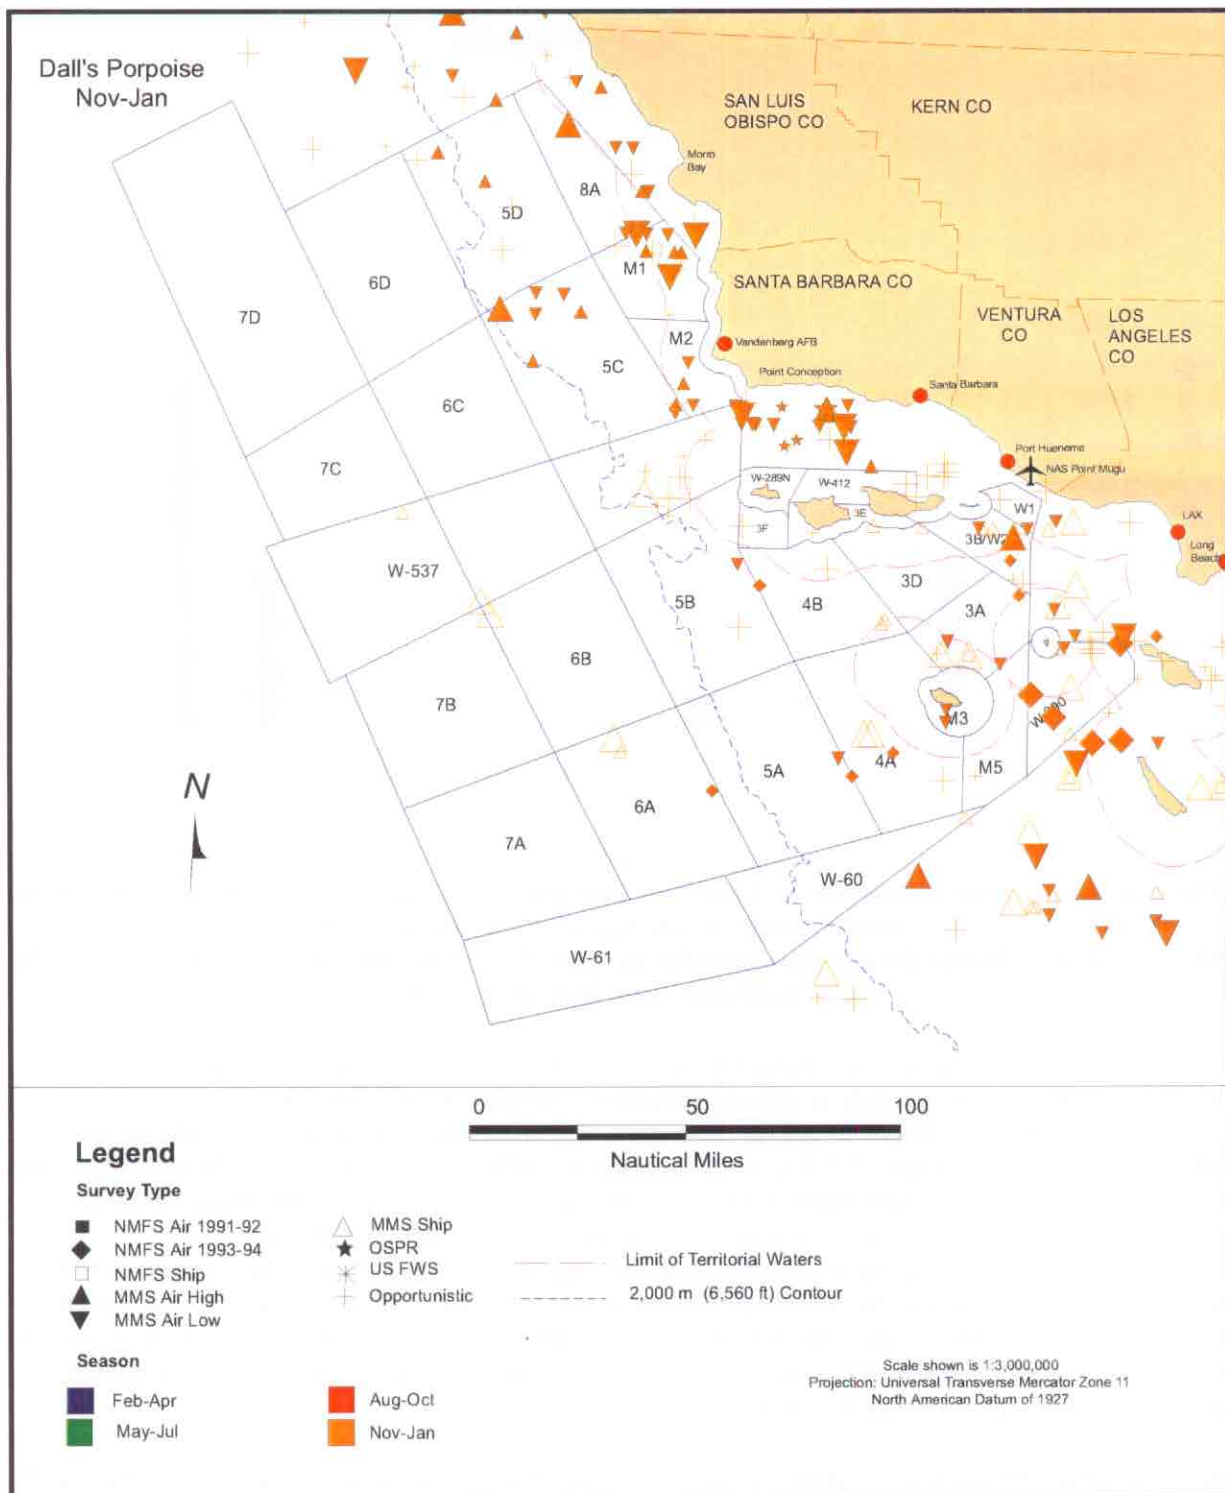 Dall's Porpoise
Nov-Jan
SAN LUIS
OBISPO CO
KERN CO
Morro
Bay
8A
5D
6D
7D
M1
SANTA BARBARA CO
VENTURA
CO
LOS
ANGELES
CO
M2
Vandenberg AFB
5C
Point Conception
Santa Barbara
6C
7C
Port Hueneme
NAS Point Mugu
W-289N
W-412
3E
3F
W1
LAX
Long
Beach
3B/W2
W-537
3D
5B
4B
3A
6B
7B
M3
4A
M5
5A
6A
7A
W-60
W-61
N
0
50
100
Nautical Miles
Legend
Survey Type
NMFS Air 1991-92
NMFS Air 1993-94
NMFS Ship
MMS Air High
MMS Air Low
MMS Ship
OSPR
US FWS
Opportunistic
Limit of Territorial Waters
2,000 m (6,560 ft) Contour
Season
Feb-Apr
May-Jul
Aug-Oct
Nov-Jan
Scale shown is 1:3,000,000
Projection: Universal Transverse Mercator Zone 11
North American Datum of 1927